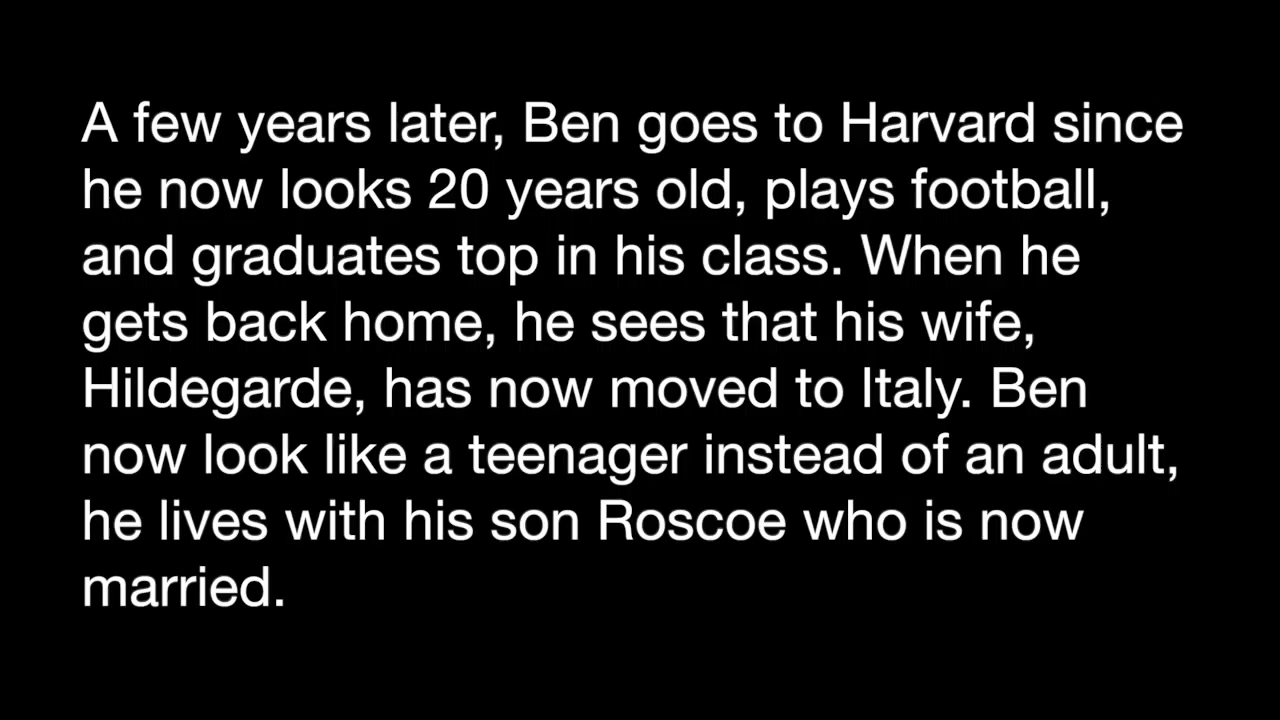 A few years later, Ben goes to Harvard since
he now looks 20 years old, plays football,
and graduates top in his class. When he
gets back home, he sees that his wife,
Hildegarde, has now moved to Italy. Ben
now look like a teenager instead of an adult,
he lives with his son Roscoe who is now
married.